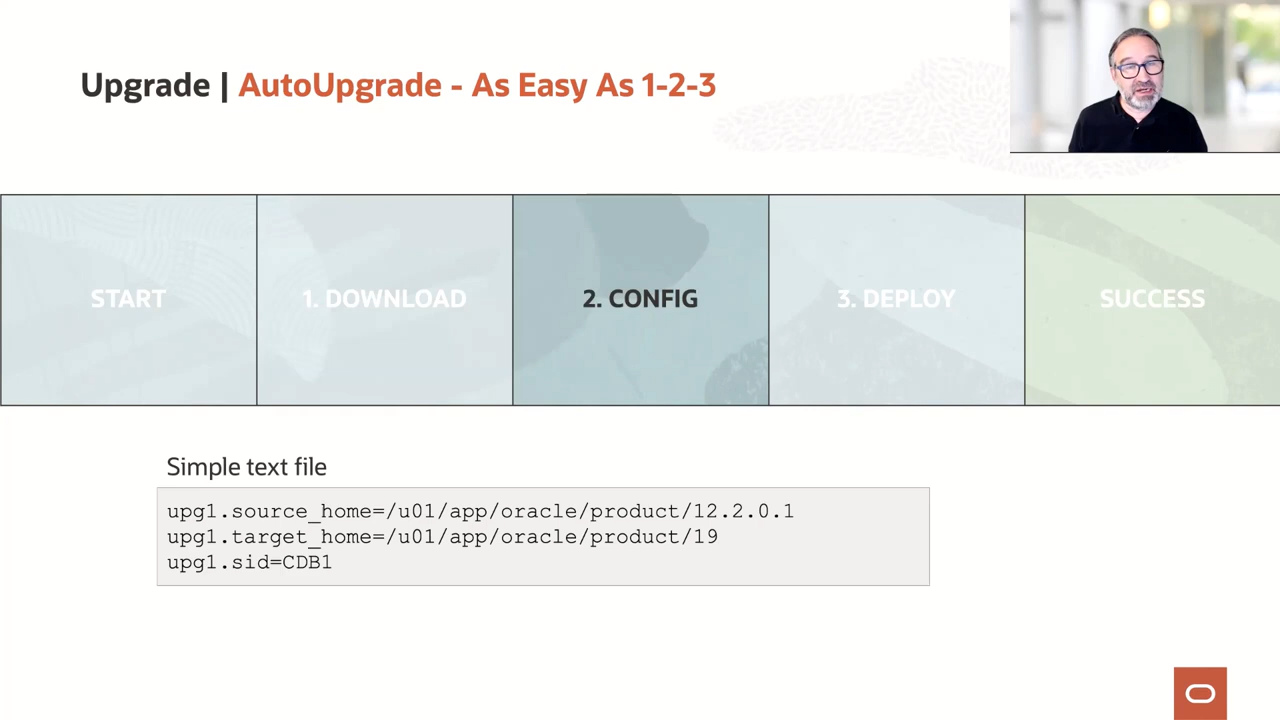 Upgrade | AutoUpgrade - As Easy As 1-2-3
START
1. DOWNLOAD
2. CONFIG
3. DEPLOY
SUCCESS
Simple text file
upg1.source_home=/u01/app/oracle/product/12.2.0.1
upg1.target_home=/u01/app/oracle/product/19
upg1.sid=CDB1